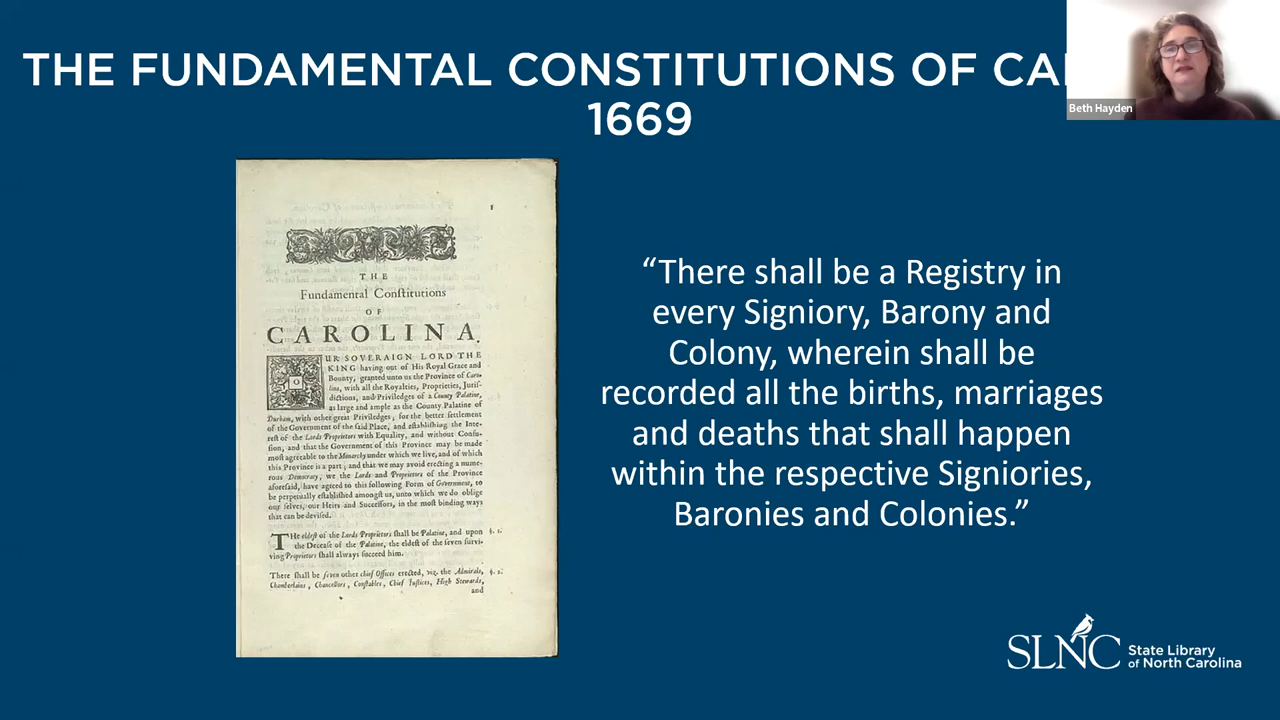 THE FUNDAMENTAL CONSTITUTIONS OF CA
1669
Beth Hayden
1
THE
Fundamental Conſtitutions
OF
CAROLINA.
OUR SOVERAIGN LORD THE
KING having out of His Royal Grace and
Bounty, granted unto us the Province of Caro-
lina, with all the Royalties, Proprieties, Juriſ-
dictions, and Priviledges of a County Palatine,
as large and ample as the County Palatine of
Durham, with other great Priviledges; for the better ſettlement
of the Government of the ſaid Place, and eſtabliſhing the Inte-
reſt of the Lords Proprietors with Equality, and without Confu-
ſion, and that the Government of this Province may be made
moſt agreeable to the Monarchy under which we live, and of which
this Province is a part; and that we may avoid erecting a nume-
rous Democracy, we the Lords and Proprietors of the Province
aforeſaid, have agreed to this following Form of Government, to
be perpetually eſtabliſhed amongſt us, unto which we do oblige
our ſelves, our Heirs and Succeſſors, in the moſt binding ways
that can be deviſed.
THe eldeſt of the Lords Proprietors ſhall be Palatine, and upon §. 1.
the Deceaſe of the Palatine, the eldeſt of the ſeven ſurvi-
ving Proprietors ſhall always ſucceed him.
There ſhall be ſeven other chief Offices erected, viz. the Admirals, §. 2.
Chamberlains, Chancellors, Conſtables, Chief Juſtices, High Stewards,
and
“There shall be a Registry in
every Signiory, Barony and
Colony, wherein shall be
recorded all the births, marriages
and deaths that shall happen
within the respective Signiories,
Baronies and Colonies.”
SLNC State Library
of North Carolina